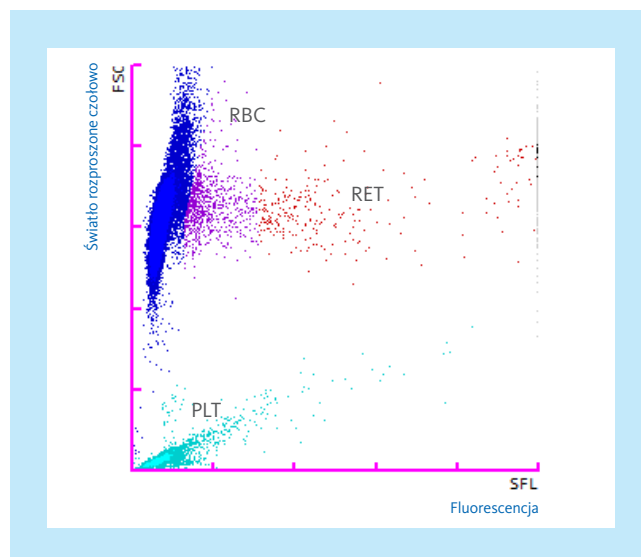 Światło rozproszone czołowo
FSC
RBC
RET
PLT
SFL
Fluorescencja